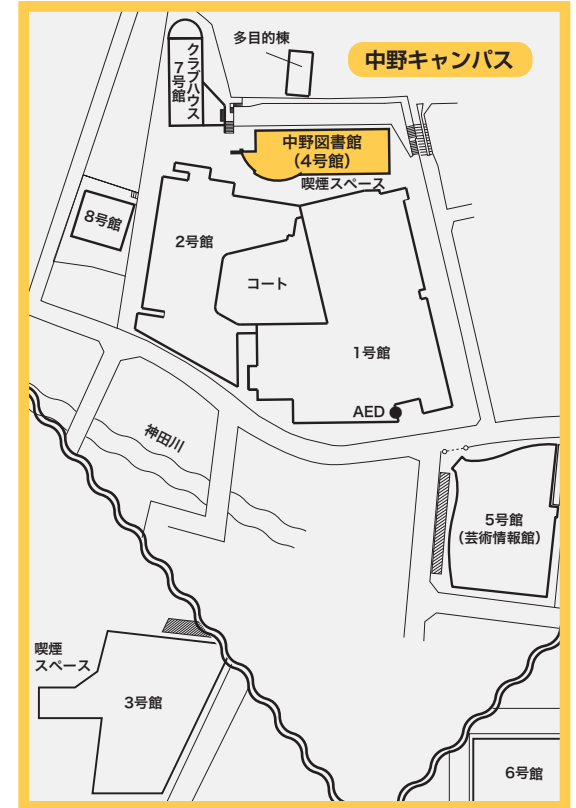 多目的棟
中野キャンパス
クラブハウス
7号館
中野図書館
（4号館）
喫煙スペース
8号館
2号館
コート
1号館
AED
神田川
5号館
（芸術情報館）
喫煙
スペース
3号館
6号館